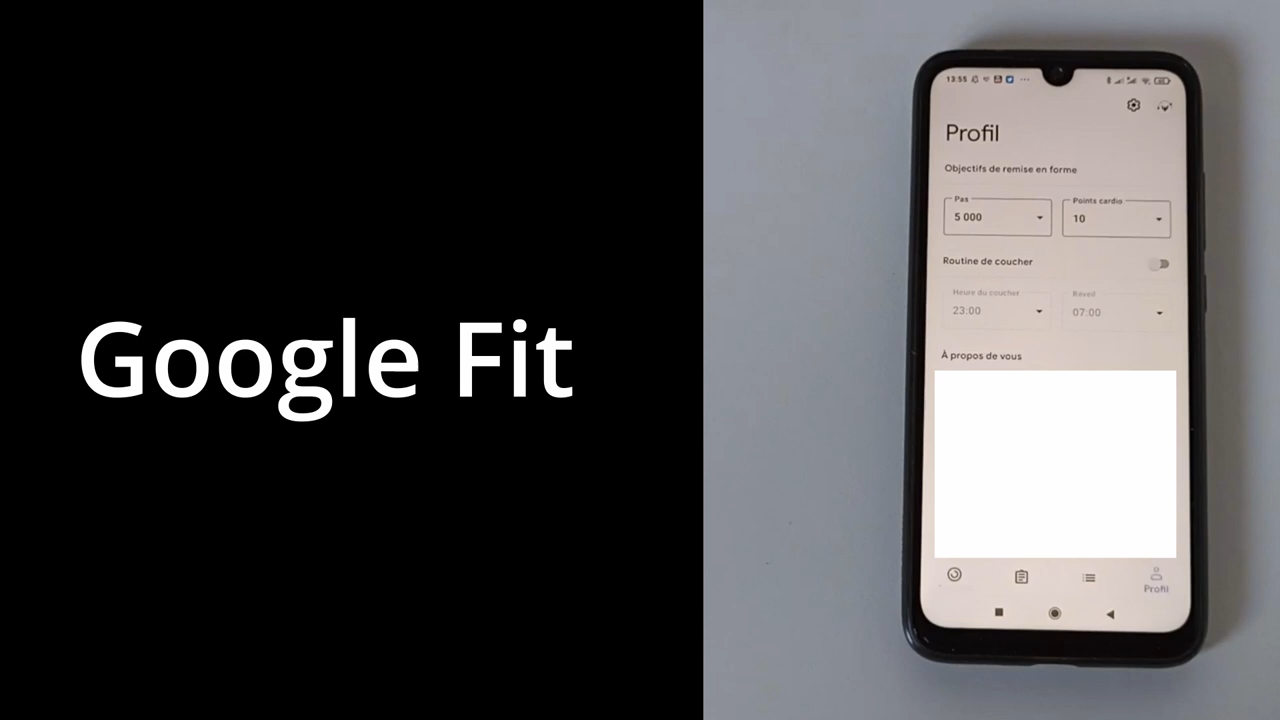 Google Fit
13:55
Profil
Objectifs de remise en forme
Pas
5 000
Points cardio
10
Routine de coucher
Heure du coucher
23:00
Réveil
07:00
À propos de vous
Profil